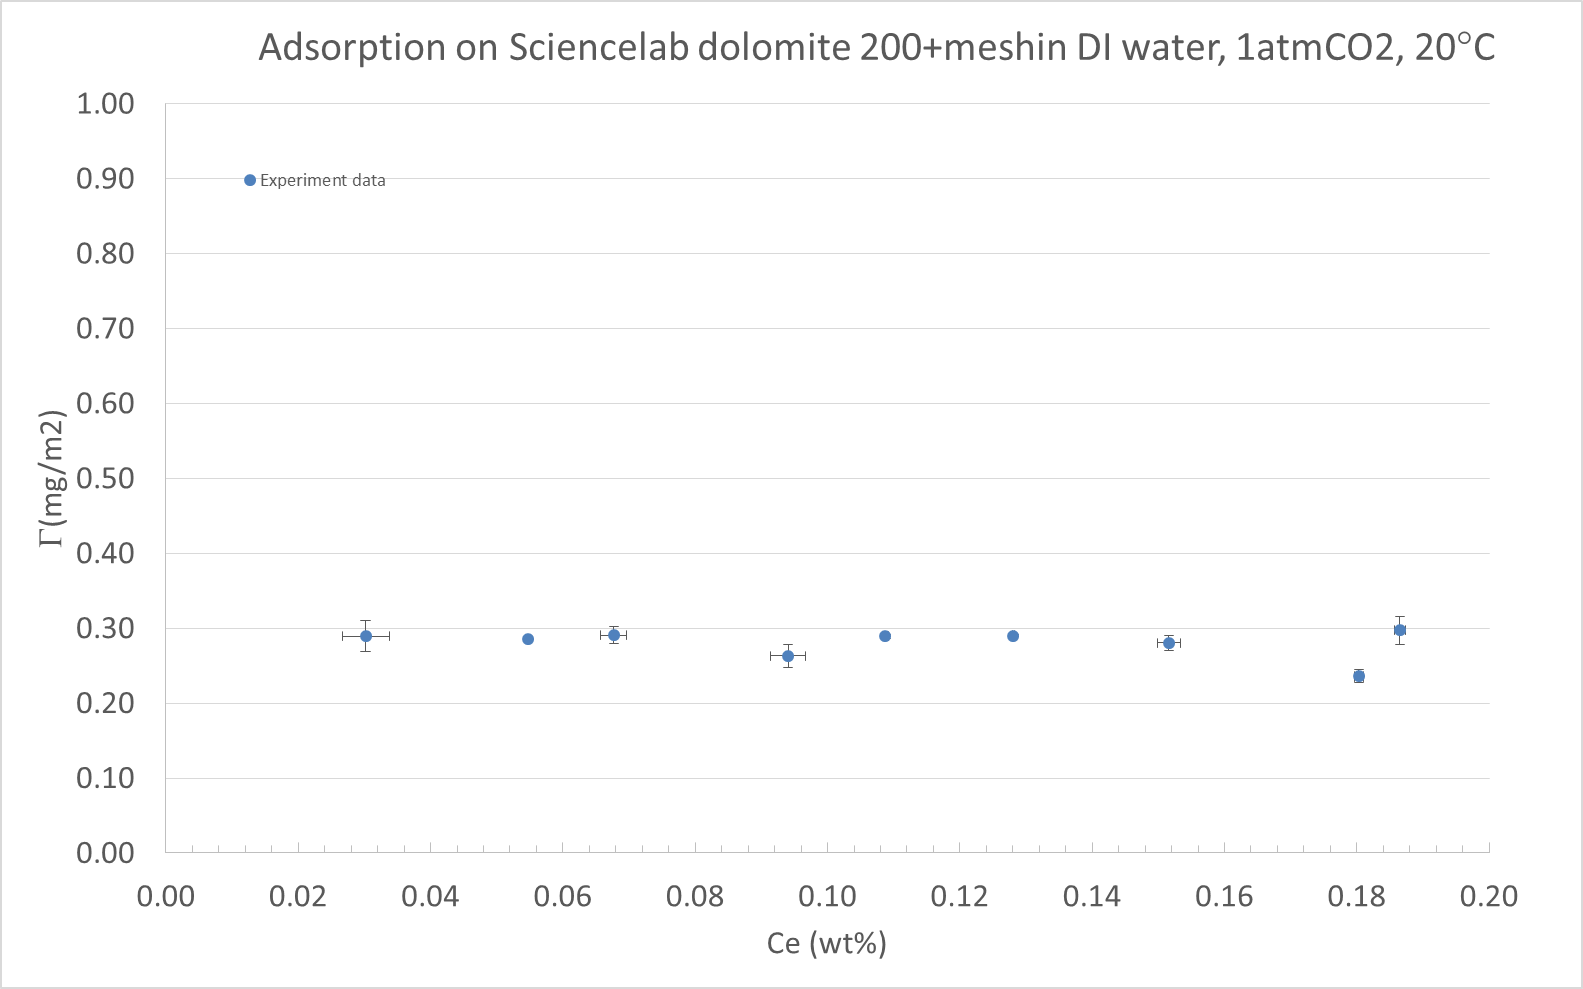 Adsorption on Sciencelab dolomite 200+meshin DI water, 1atmCO2, 20°C
1.00
0.90
Experiment data
0.80
0.70
0.60
0.50
0.40
0.30
0.20
0.10
0.00
Γ(mg/m2)
0.00 0.02 0.04 0.06 0.08 0.10 0.12 0.14 0.16 0.18 0.20
Ce (wt%)